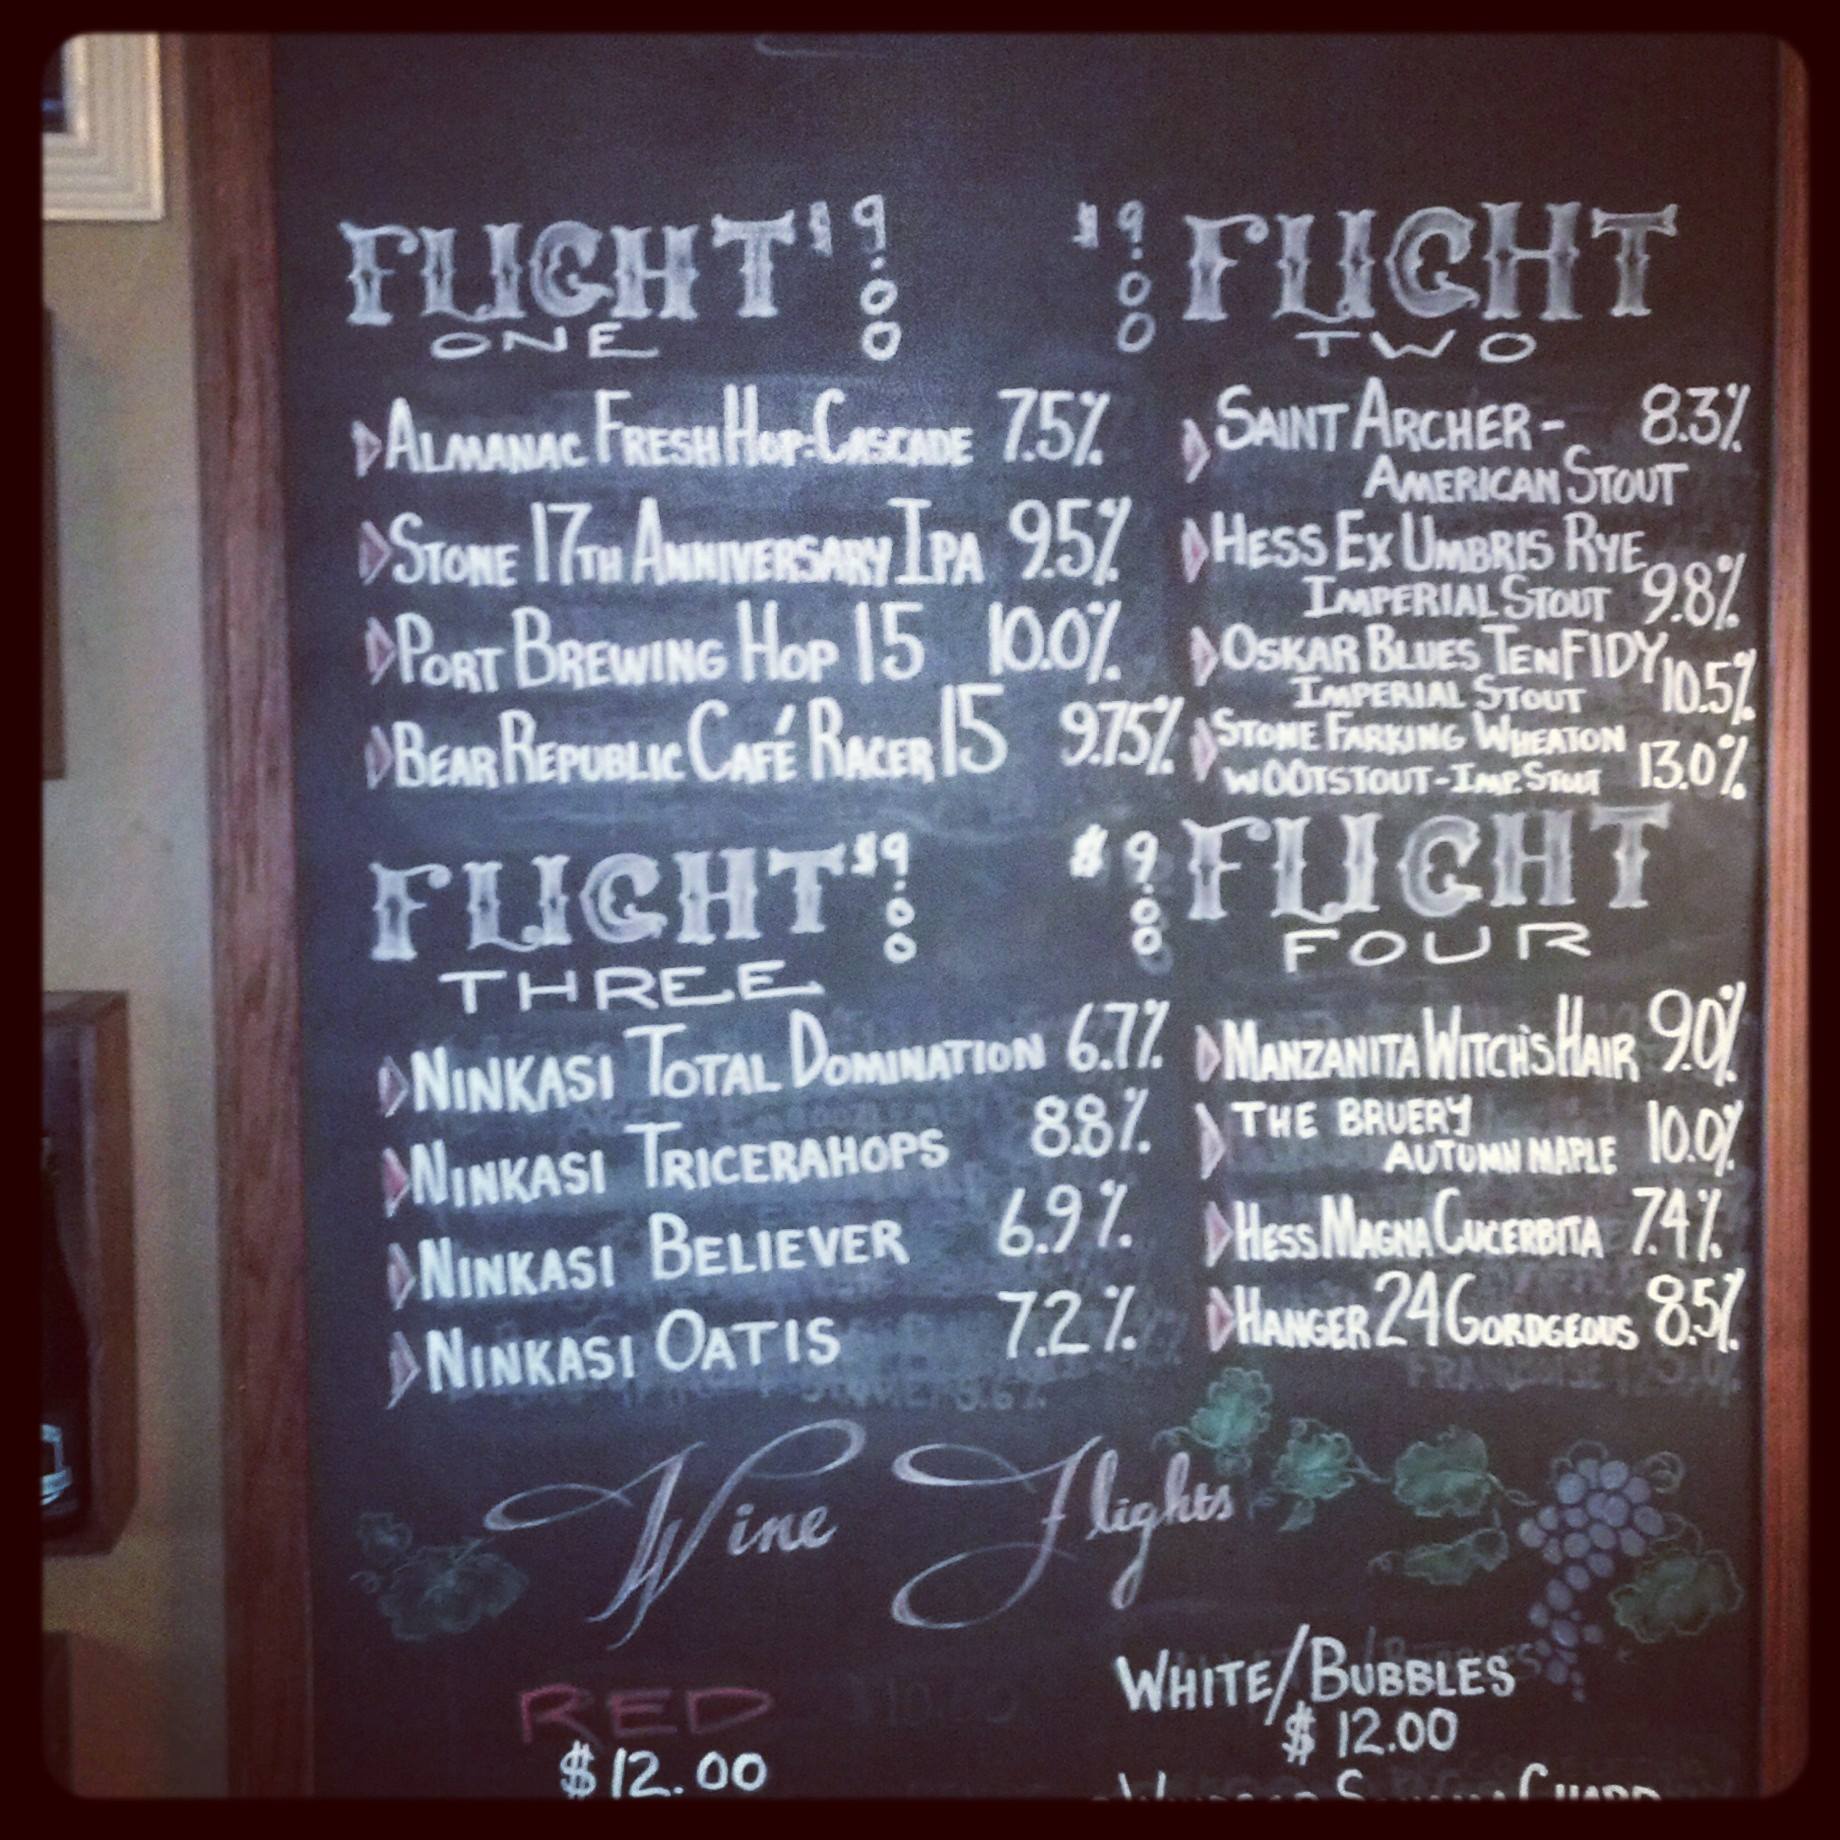 FLIGHT $9.00
ONE
ALMANAC FRESH HOP-CASCADE 7.5%
STONE 17TH ANNIVERSARY IPA 9.5%
PORT BREWING HOP 15 10.0%
BEAR REPUBLIC CAFÉ RACER 15 9.75%
$9.00 FLIGHT
TWO
SAINT ARCHER - 8.3%
AMERICAN STOUT
HESS EX UMBRIS RYE
IMPERIAL STOUT 9.8%
OSKAR BLUES TEN FIDY
IMPERIAL STOUT 10.5%
STONE FARKING WHEATON
W00TSTOUT-IMP. STOUT 13.0%
FLIGHT $9.00
THREE
NINKASI TOTAL DOMINATION 6.7%
NINKASI TRICERAHOPS 8.8%
NINKASI BELIEVER 6.9%
NINKASI OATIS 7.2%
$9.00 FLIGHT
FOUR
MANZANITA WITCH'S HAIR 9.0%
THE BRUERY
AUTUMN MAPLE 10.0%
HESS MAGNA CUCERBITA 7.4%
HANGER 24 GORDGEOUS 8.5%
Wine Flights
RED
$12.00
WHITE/BUBBLES
$12.00